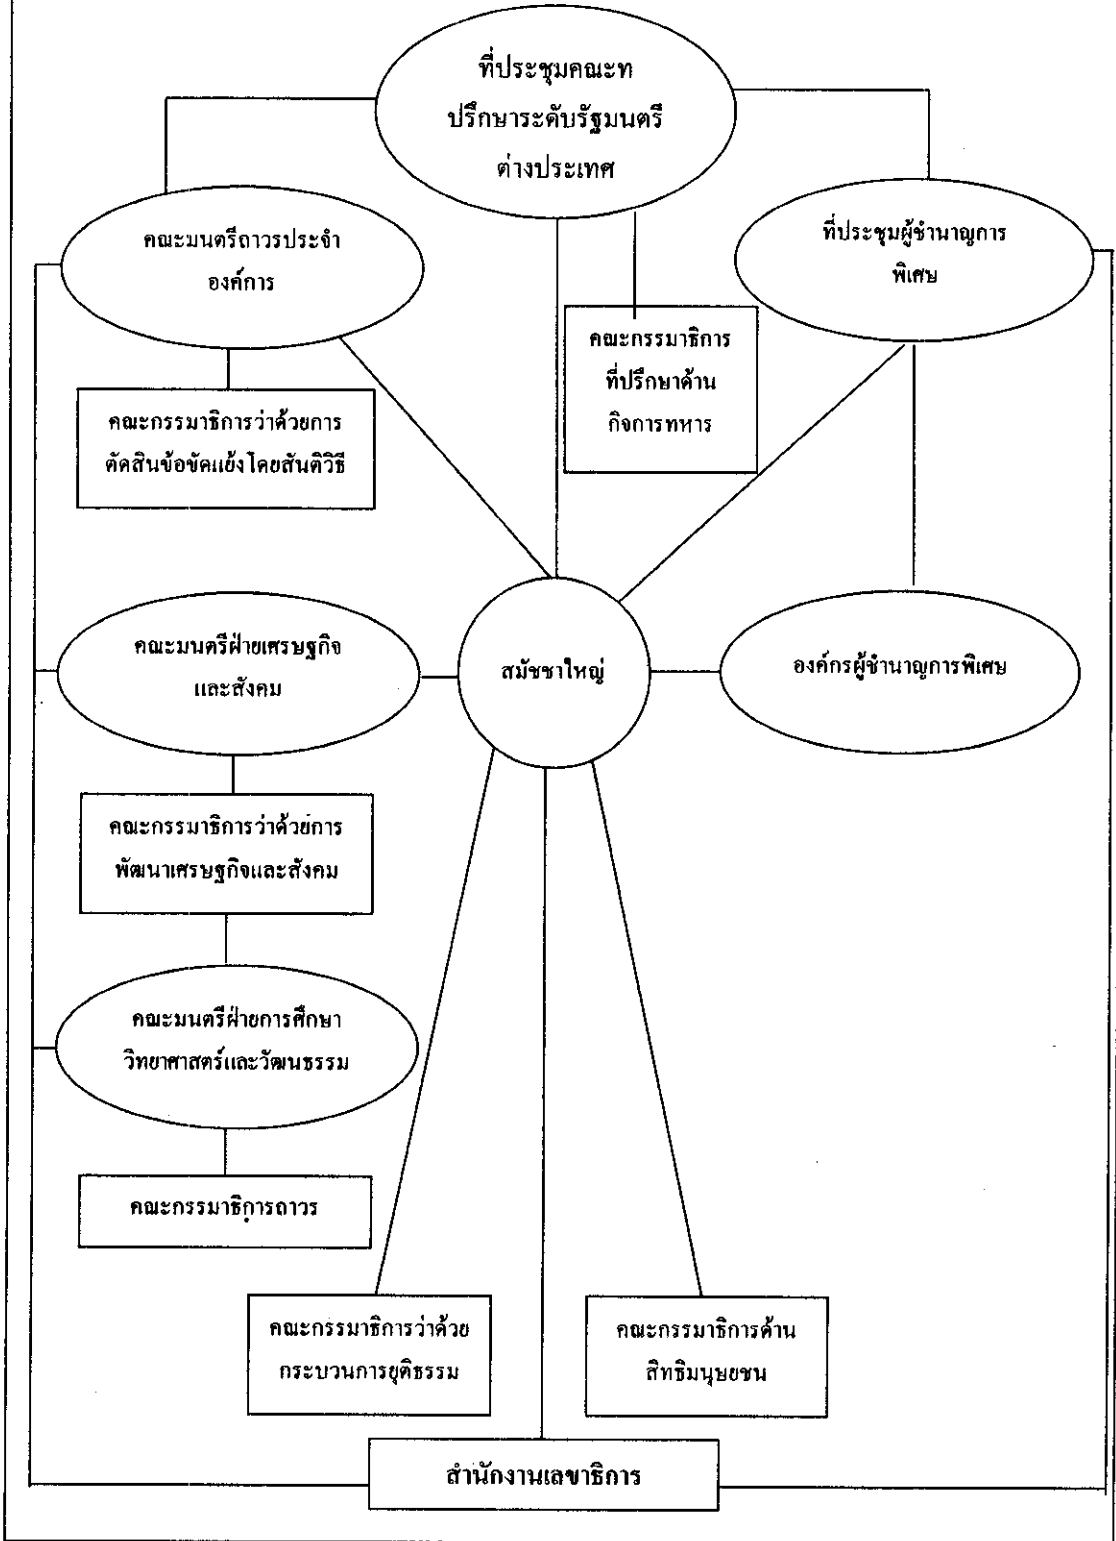 ที่ประชุมคณะท
ปรึกษาระดับรัฐมนตรี
ต่างประเทศ
คณะมนตรีถาวรประจำ
องค์การ
ที่ประชุมผู้ชำนาญการ
พิเศษ
คณะกรรมาธิการ
ที่ปรึกษาด้าน
กิจการทหาร
คณะกรรมาธิการว่าด้วยการ
ตัดสินข้อขัดแย้งโดยสันติวิธี
คณะมนตรีฝ่ายเศรษฐกิจ
และสังคม
สมัชชาใหญ่
องค์กรผู้ชำนาญการพิเศษ
คณะกรรมาธิการว่าด้วยการ
พัฒนาเศรษฐกิจและสังคม
คณะมนตรีฝ่ายการศึกษา
วิทยาศาสตร์และวัฒนธรรม
คณะกรรมาธิการถาวร
คณะกรรมาธิการว่าด้วย
กระบวนการยุติธรรม
คณะกรรมาธิการด้าน
สิทธิมนุษยชน
สำนักงานเลขาธิการ